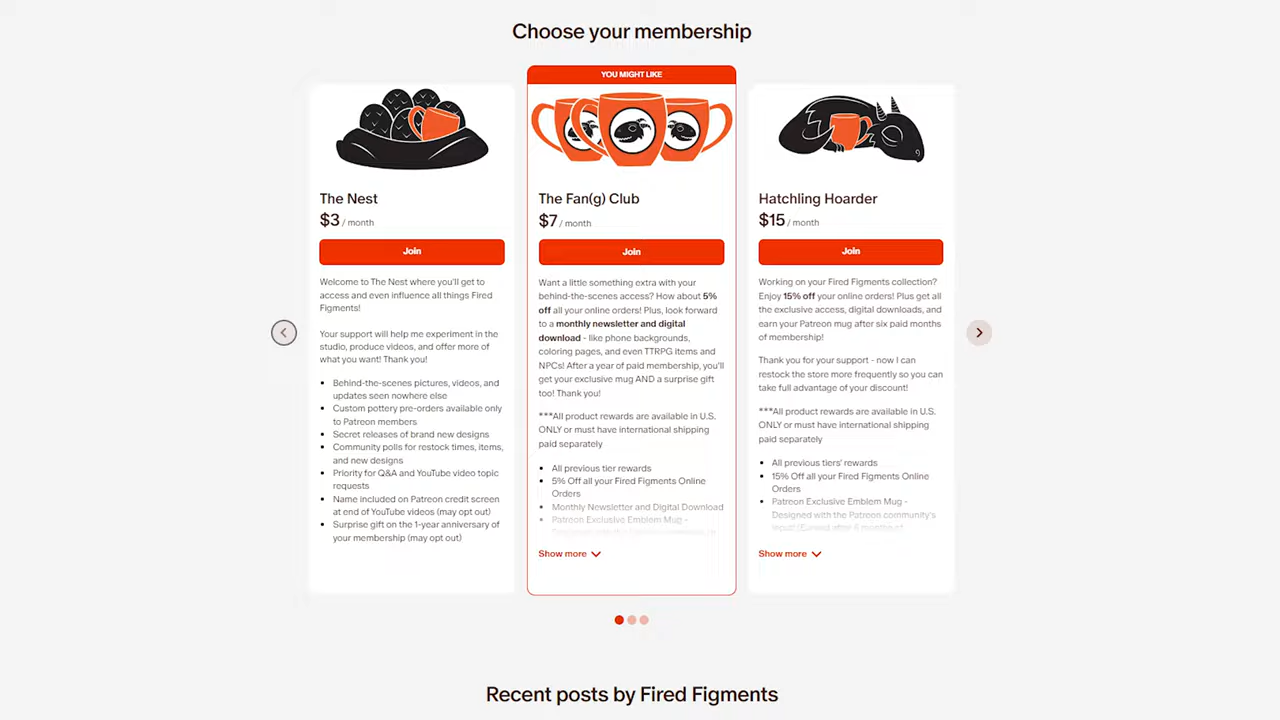 Choose your membership
The Nest
$3 / month
Join
Welcome to The Nest where you'll get to
access and even influence all things Fired
Figments!
Your support will help me experiment in the
studio, produce videos, and offer more of
what you want! Thank you!
• Behind-the-scenes pictures, videos, and
updates seen nowhere else
• Custom pottery pre-orders available only
to Patreon members
• Secret releases of brand new designs
• Community polls for restock times, items,
and new designs
• Priority for Q&A and YouTube video topic
requests
• Name included on Patreon credit screen
at end of YouTube videos (may opt out)
• Surprise gift on the 1-year anniversary of
your membership (may opt out)
YOU MIGHT LIKE
The Fan(g) Club
$7 / month
Join
Want a little something extra with your
behind-the-scenes access? How about 5%
off all your online orders! Plus, look forward
to a monthly newsletter and digital
download - like phone backgrounds,
coloring pages, and even TTRPG items and
NPCs! After a year of paid membership, you'll
get your exclusive mug AND a surprise gift
too! Thank you!
***All product rewards are available in U.S.
ONLY or must have international shipping
paid separately
• All previous tier rewards
• 5% Off all your Fired Figments Online
Orders
• Monthly Newsletter and Digital Download
• Patreon Exclusive Emblem Mug -
Show more
Hatchling Hoarder
$15 / month
Join
Working on your Fired Figments collection?
Enjoy 15% off your online orders! Plus get all
the exclusive access, digital downloads, and
earn your Patreon mug after six paid months
of membership!
Thank you for your support - now I can
restock the store more frequently so you can
take full advantage of your discount!
***All product rewards are available in U.S.
ONLY or must have international shipping
paid separately
• All previous tiers' rewards
• 15% Off all your Fired Figments Online
Orders
• Patreon Exclusive Emblem Mug -
Designed with the Patreon community's
input! (Earned after 6 months of
Show more
Recent posts by Fired Figments